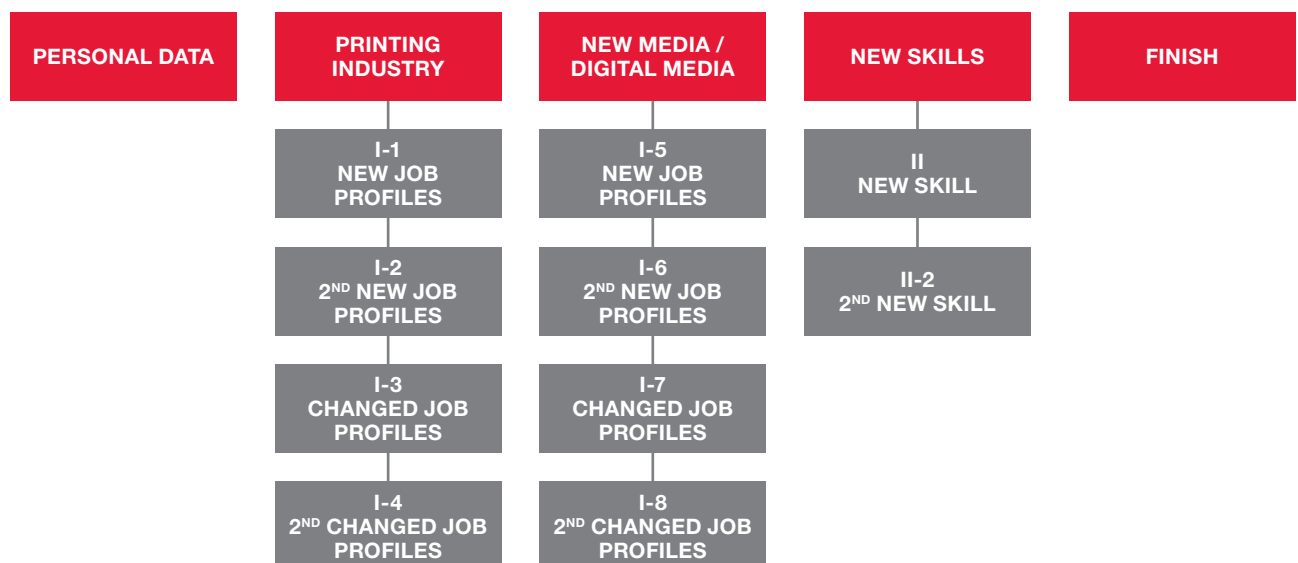 PERSONAL DATA
PRINTING
INDUSTRY
NEW MEDIA /
DIGITAL MEDIA
NEW SKILLS
FINISH
I-1
NEW JOB
PROFILES
I-5
NEW JOB
PROFILES
II
NEW SKILL
I-2
2ND NEW JOB
PROFILES
I-6
2ND NEW JOB
PROFILES
II-2
2ND NEW SKILL
I-3
CHANGED JOB
PROFILES
I-7
CHANGED JOB
PROFILES
I-4
2ND CHANGED JOB
PROFILES
I-8
2ND CHANGED JOB
PROFILES